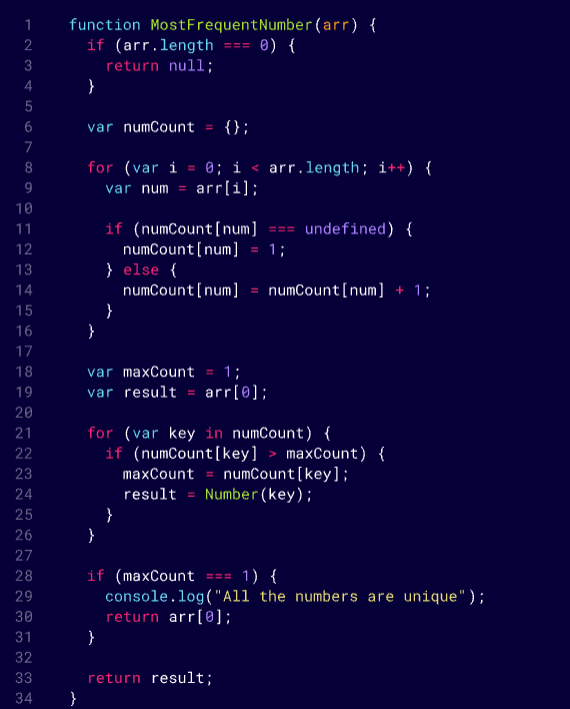 1 function MostFrequentNumber(arr) {
2 if (arr.length === 0) {
3 return null;
4 }
5
6 var numCount = {};
7
8 for (var i = 0; i < arr.length; i++) {
9 var num = arr[i];
10
11 if (numCount[num] === undefined) {
12 numCount[num] = 1;
13 } else {
14 numCount[num] = numCount[num] + 1;
15 }
16 }
17
18 var maxCount = 1;
19 var result = arr[0];
20
21 for (var key in numCount) {
22 if (numCount[key] > maxCount) {
23 maxCount = numCount[key];
24 result = Number(key);
25 }
26 }
27
28 if (maxCount === 1) {
29 console.log("All the numbers are unique");
30 return arr[0];
31 }
32
33 return result;
34 }